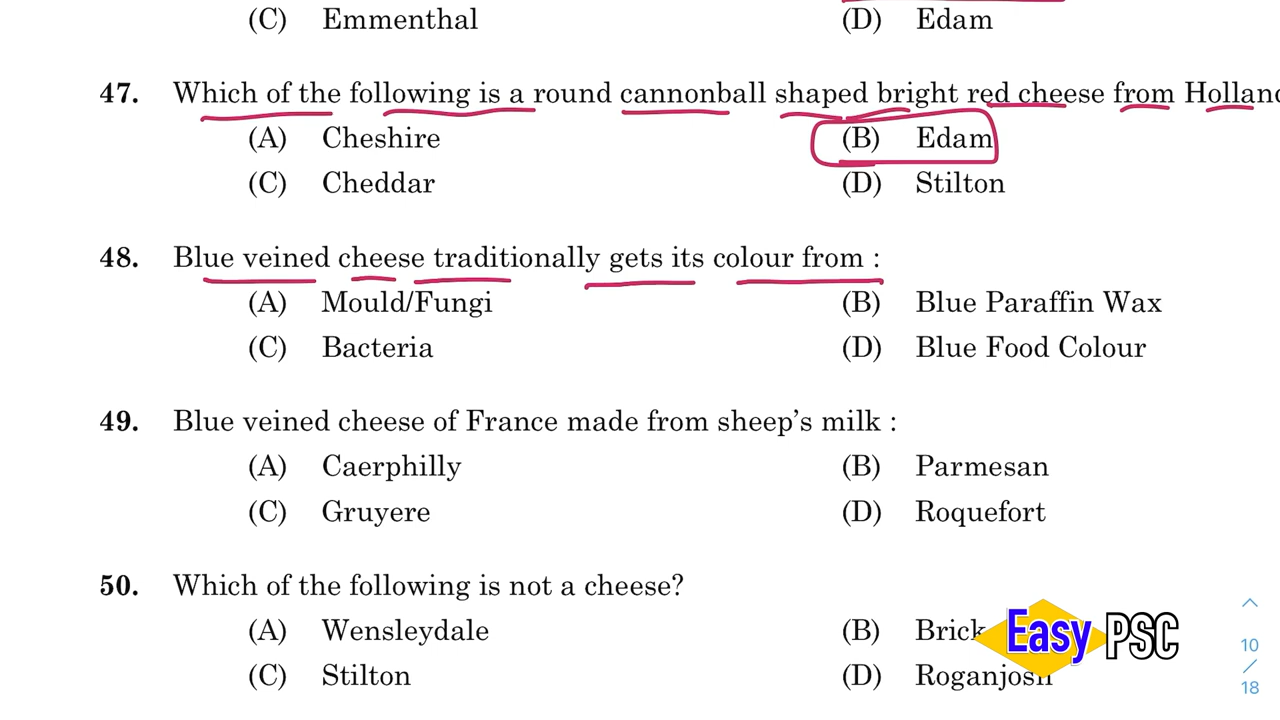 (C) Emmenthal (D) Edam
47. Which of the following is a round cannonball shaped bright red cheese from
(A) Cheshire (B) Edam
(C) Cheddar (D) Stilton
48. Blue veined cheese traditionally gets its colour from :
(A) Mould/Fungi (B) Blue Paraffin Wax
(C) Bacteria (D) Blue Food Colour
49. Blue veined cheese of France made from sheep's milk :
(A) Caerphilly (B) Parmesan
(C) Gruyere (D) Roquefort
50. Which of the following is not a cheese?
(A) Wensleydale (B) Brick
(C) Stilton (D) Roganjosh
Easy PSC
10
/
18